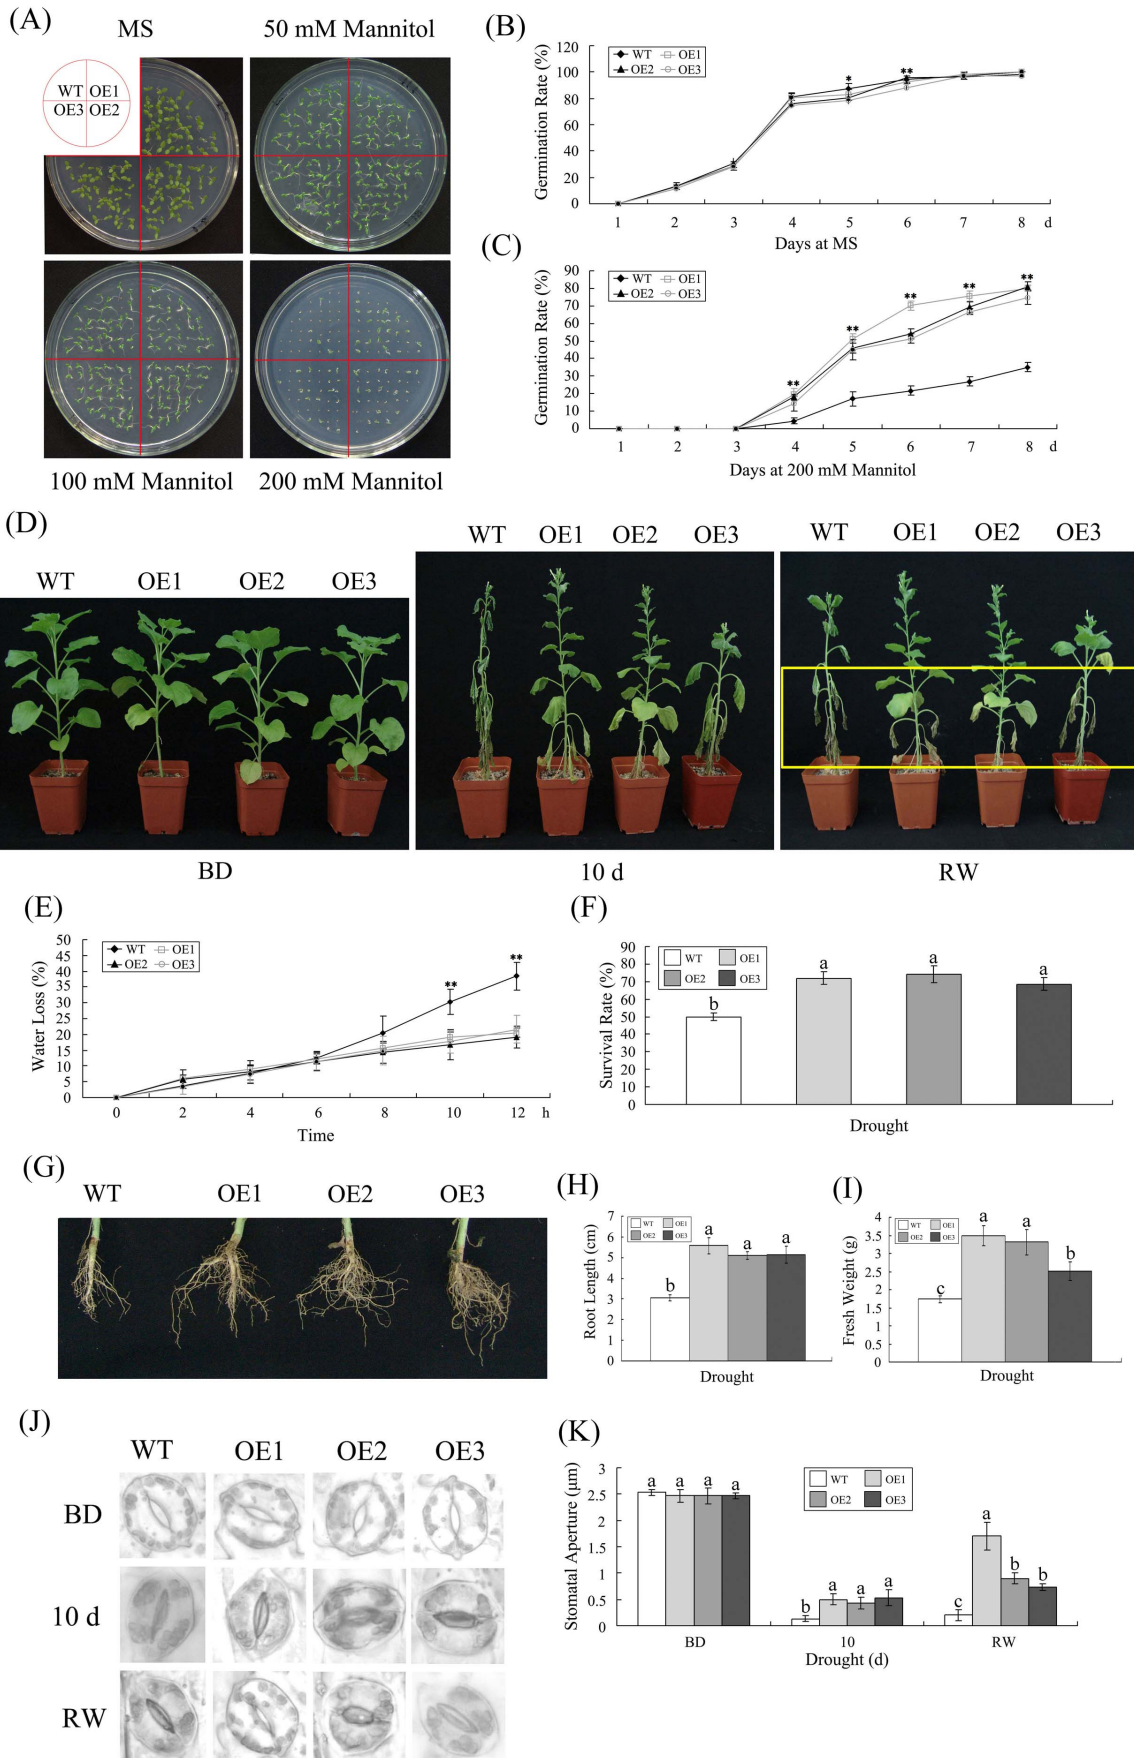 (A)
MS
50 mM Mannitol
WT OE1
OE3 OE2
100 mM Mannitol
200 mM Mannitol
(B)
Germination Rate (%)
120
100
80
60
40
20
0
WT OE1
OE2 OE3
*
**
1 2 3 4 5 6 7 8 d
Days at MS
(C)
Germination Rate (%)
90
80
70
60
50
40
30
20
10
0
WT OE1
OE2 OE3
**
**
**
**
**
1 2 3 4 5 6 7 8 d
Days at 200 mM Mannitol
(D)
WT OE1 OE2 OE3
BD
WT OE1 OE2 OE3
10 d
WT OE1 OE2 OE3
RW
(E)
Water Loss (%)
50
45
40
35
30
25
20
15
10
5
0
WT OE1
OE2 OE3
**
**
0 2 4 6 8 10 12 h
Time
(F)
Survival Rate (%)
90
80
70
60
50
40
30
20
10
0
WT OE1
OE2 OE3
b a a a
Drought
(G)
WT OE1 OE2 OE3
(H)
Root Length (cm)
7
6
5
4
3
2
1
0
WT OE1
OE2 OE3
b a a a
Drought
(I)
Fresh Weight (g)
4
3.5
3
2.5
2
1.5
1
0.5
0
WT OE1
OE2 OE3
c a a b
Drought
(J)
WT OE1 OE2 OE3
BD
10 d
RW
(K)
Stomatal Aperture (μm)
3
2.5
2
1.5
1
0.5
0
WT OE1
OE2 OE3
a a a a
b a a a
c a b b
BD 10 RW
Drought (d)